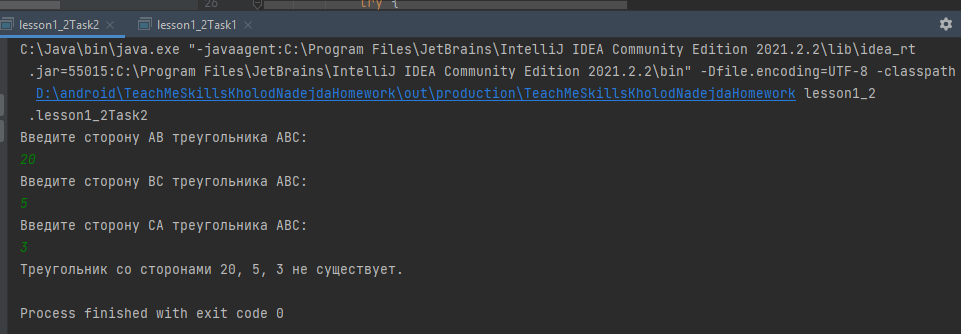 26 try {
lesson1_2Task2 × lesson1_2Task1 ×
C:\Java\bin\java.exe "-javaagent:C:\Program Files\JetBrains\IntelliJ IDEA Community Edition 2021.2.2\lib\idea_rt
.jar=55015:C:\Program Files\JetBrains\IntelliJ IDEA Community Edition 2021.2.2\bin" -Dfile.encoding=UTF-8 -classpath
D:\android\TeachMeSkillsKholodNadejdaHomework\out\production\TeachMeSkillsKholodNadejdaHomework lesson1_2
.lesson1_2Task2
Введите сторону AB треугольника ABC:
20
Введите сторону BC треугольника ABC:
5
Введите сторону CA треугольника ABC:
3
Треугольник со сторонами 20, 5, 3 не существует.
Process finished with exit code 0